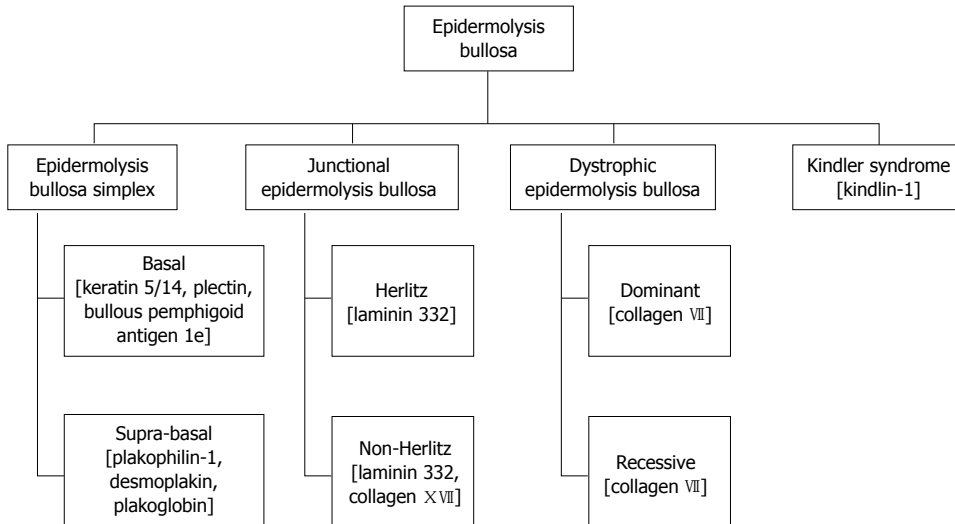 Epidermolysis
bullosa
Epidermolysis
bullosa simplex
Junctional
epidermolysis bullosa
Dystrophic
epidermolysis bullosa
Kindler syndrome
[kindlin-1]
Basal
[keratin 5/14, plectin,
bullous pemphigoid
antigen 1e]
Herlitz
[laminin 332]
Dominant
[collagen Ⅶ]
Supra-basal
[plakophilin-1,
desmoplakin,
plakoglobin]
Non-Herlitz
[laminin 332,
collagen ⅩⅦ]
Recessive
[collagen Ⅶ]